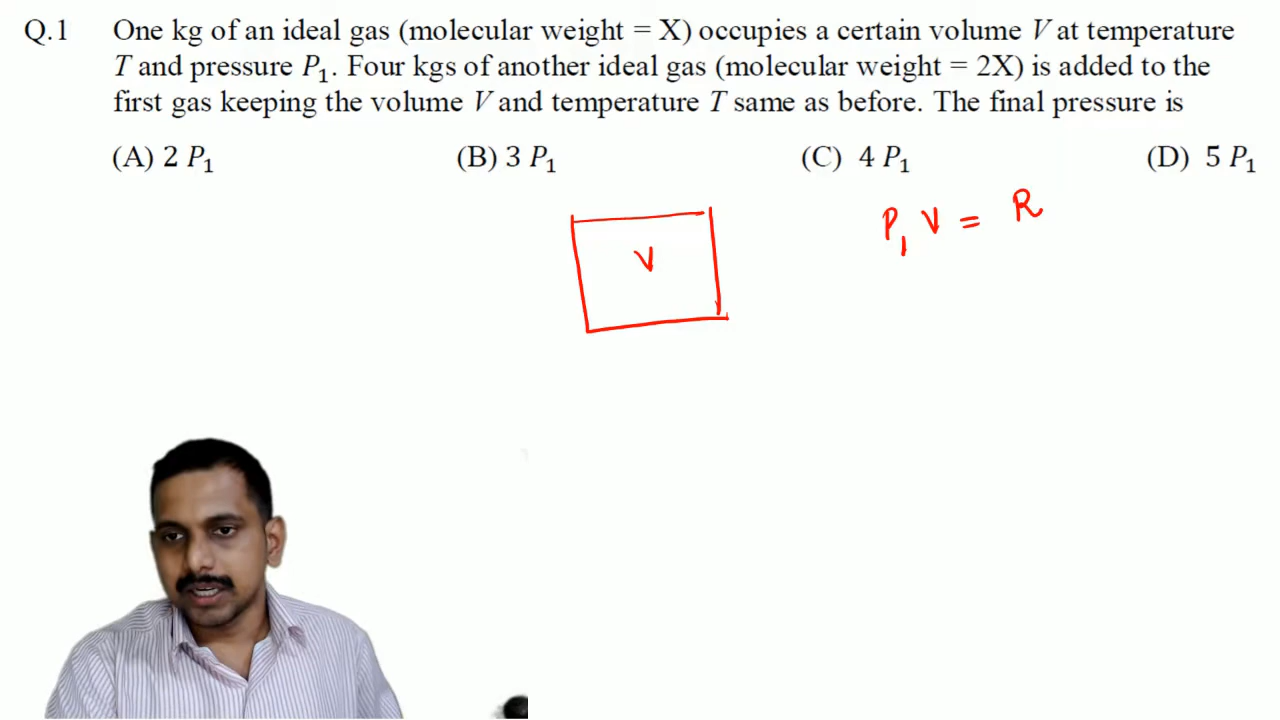 Q.1 One kg of an ideal gas (molecular weight = X) occupies a certain volume V at temperature
T and pressure P₁. Four kgs of another ideal gas (molecular weight = 2X) is added to the
first gas keeping the volume V and temperature T same as before. The final pressure is
(A) 2 P₁ (B) 3 P₁ (C) 4 P₁ (D) 5 P₁
P₁ V = R
V